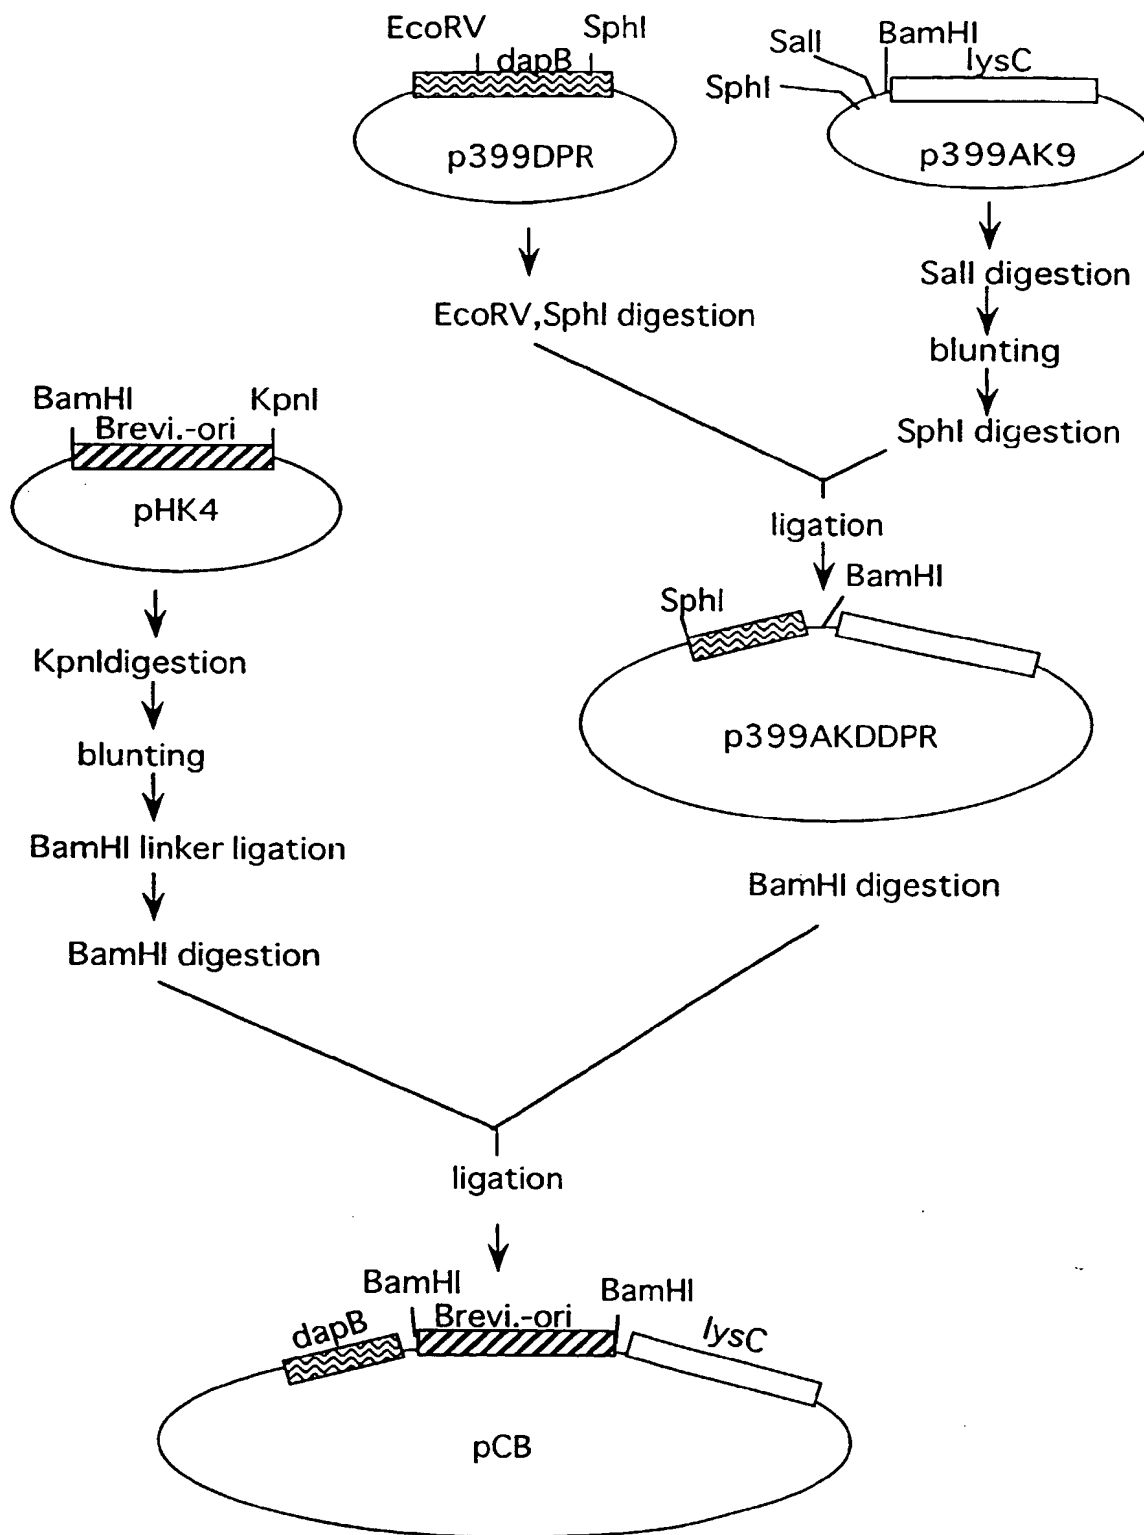 EcoRV SphI
dapB
p399DPR
EcoRV,SphI digestion
SalI BamHI
lysC
SphI
p399AK9
SalI digestion
blunting
SphI digestion
BamHI KpnI
Brevi.-ori
pHK4
KpnIdigestion
blunting
BamHI linker ligation
BamHI digestion
ligation
SphI BamHI
p399AKDDPR
BamHI digestion
ligation
BamHI BamHI
dapB Brevi.-ori lysC
pCB